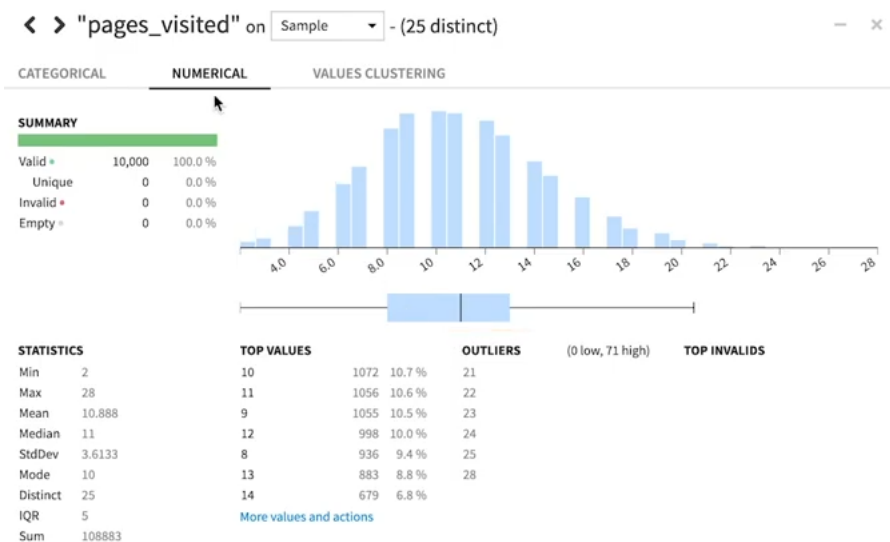 "pages_visited" on Sample - (25 distinct)
CATEGORICAL NUMERICAL VALUES CLUSTERING
SUMMARY
Valid 10,000 100.0 %
Unique 0 0.0 %
Invalid 0 0.0 %
Empty 0 0.0 %
4.0 6.0 8.0 10 12 14 16 18 20 22 24 26 28
STATISTICS
Min 2
Max 28
Mean 10.888
Median 11
StdDev 3.6133
Mode 10
Distinct 25
IQR 5
Sum 108883
TOP VALUES
10 1072 10.7 %
11 1056 10.6 %
9 1055 10.5 %
12 998 10.0 %
8 936 9.4 %
13 883 8.8 %
14 679 6.8 %
More values and actions
OUTLIERS (0 low, 71 high)
21
22
23
24
25
28
TOP INVALIDS